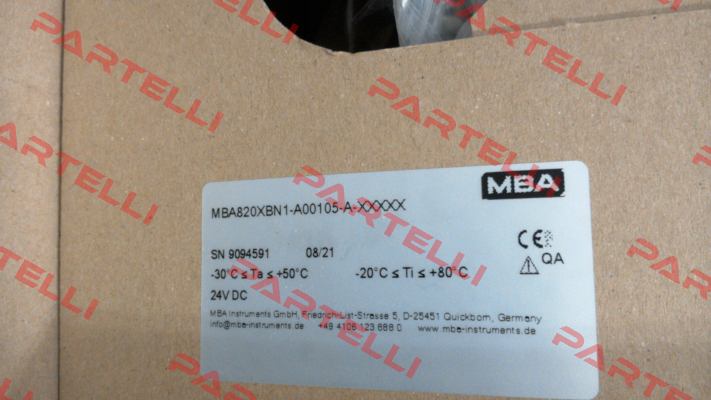 MBA
MBA820XBN1-A00105-A-XXXXX
SN 9094591 08/21
-30°C ≤ Ta ≤ +50°C -20°C ≤ Ti ≤ +80°C
24V DC
CE
QA
MBA Instruments GmbH, Friedrich-List-Strasse 5, D-25451 Quickborn, Germany
info@mba-instruments.de +49 4106 123 888 0 www.mba-instruments.de
PARTELLI
PARTELLI
PARTELLI
PARTELLI
PARTELLI
PARTELLI
PARTELLI
PARTELLI